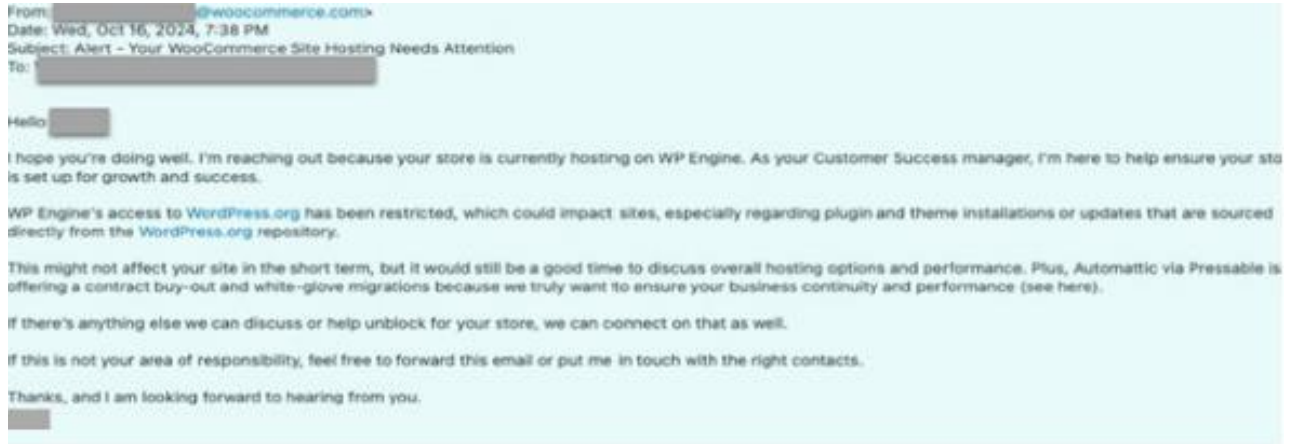 From: @woocommerce.com>
Date: Wed, Oct 16, 2024, 7:38 PM
Subject: Alert - Your WooCommerce Site Hosting Needs Attention
To:
Hello
I hope you're doing well. I'm reaching out because your store is currently hosting on WP Engine. As your Customer Success manager, I'm here to help ensure your sto
is set up for growth and success.
WP Engine's access to WordPress.org has been restricted, which could impact sites, especially regarding plugin and theme installations or updates that are sourced
directly from the WordPress.org repository.
This might not affect your site in the short term, but it would still be a good time to discuss overall hosting options and performance. Plus, Automattic via Pressable is
offering a contract buy-out and white-glove migrations because we truly want to ensure your business continuity and performance (see here).
If there's anything else we can discuss or help unblock for your store, we can connect on that as well.
If this is not your area of responsibility, feel free to forward this email or put me in touch with the right contacts.
Thanks, and I am looking forward to hearing from you.